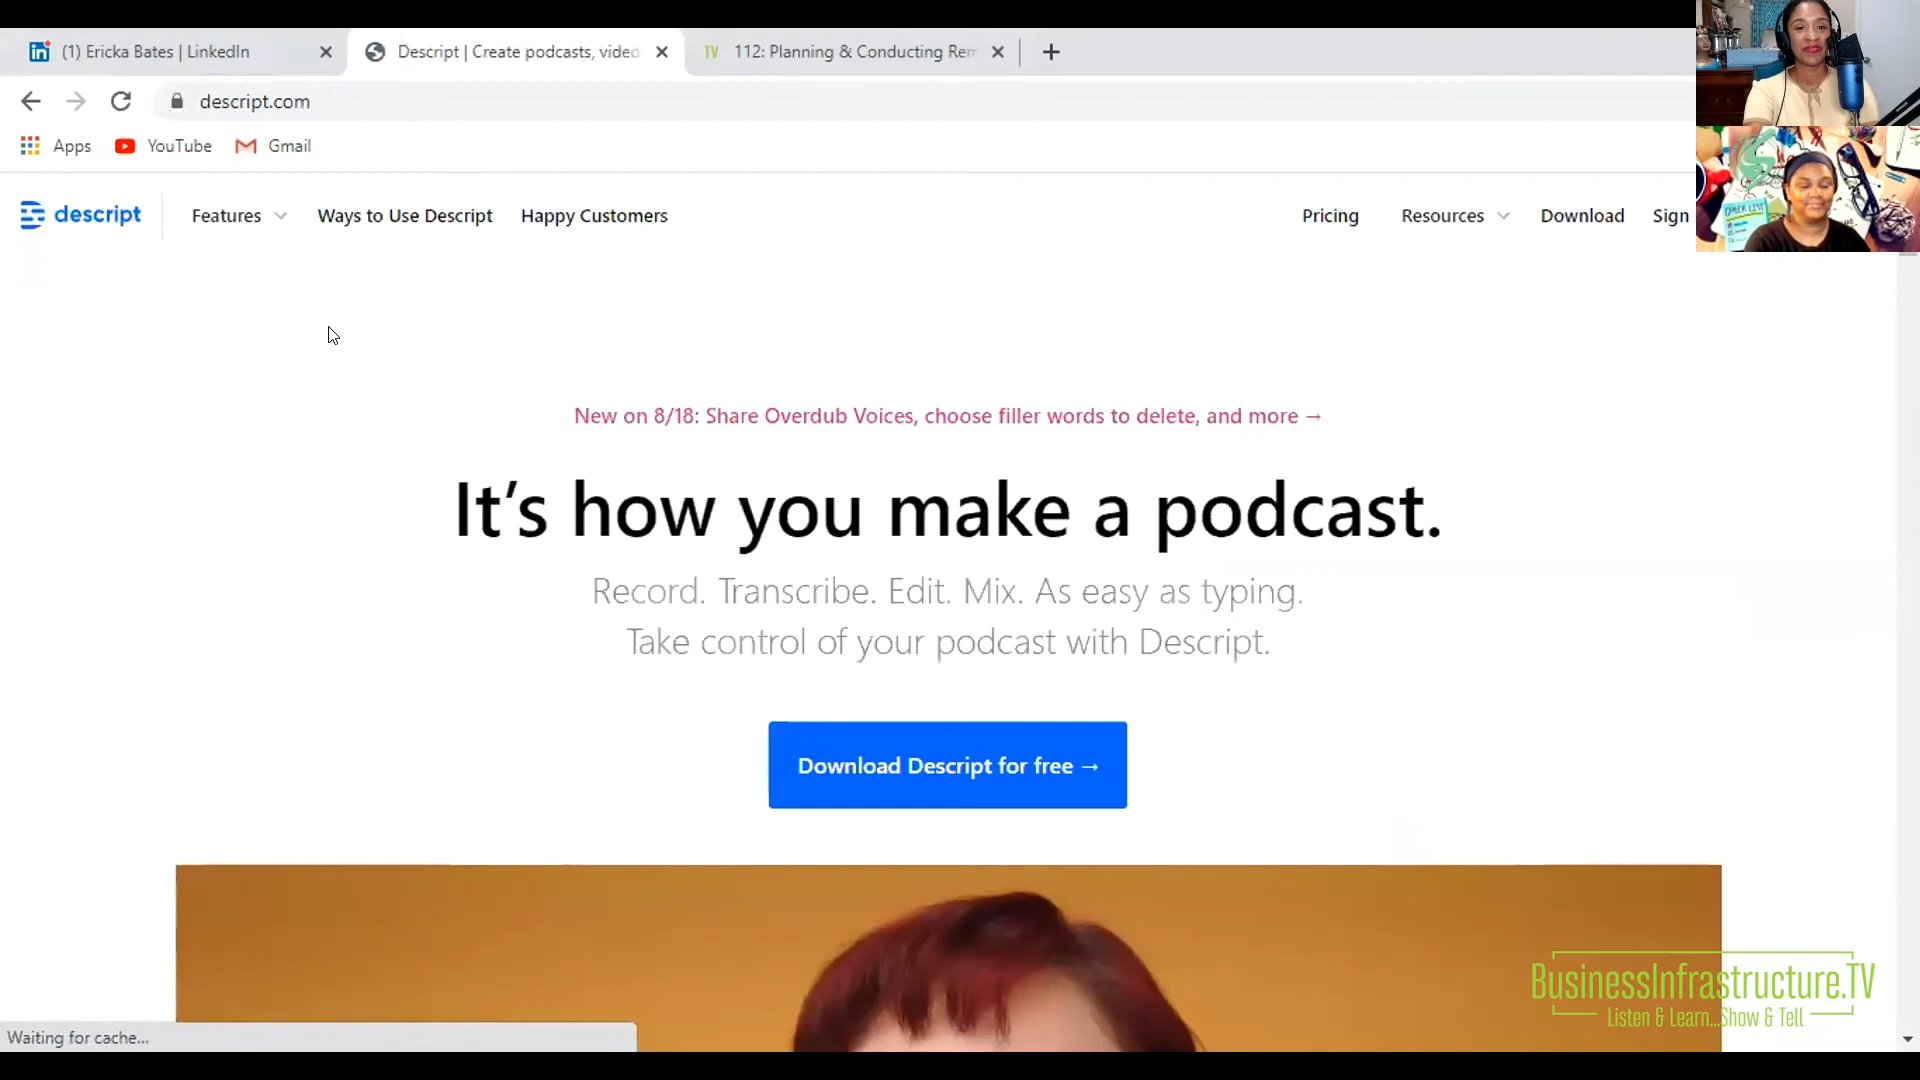 (1) Ericka Bates | LinkedIn
Descript | Create podcasts, video
TV 112: Planning & Conducting Rem
descript.com
Apps YouTube Gmail
descript Features Ways to Use Descript Happy Customers Pricing Resources Download Sign
New on 8/18: Share Overdub Voices, choose filler words to delete, and more →
It's how you make a podcast.
Record. Transcribe. Edit. Mix. As easy as typing.
Take control of your podcast with Descript.
Download Descript for free →
BusinessInfrastructure.TV
Listen & Learn...Show & Tell
Waiting for cache...